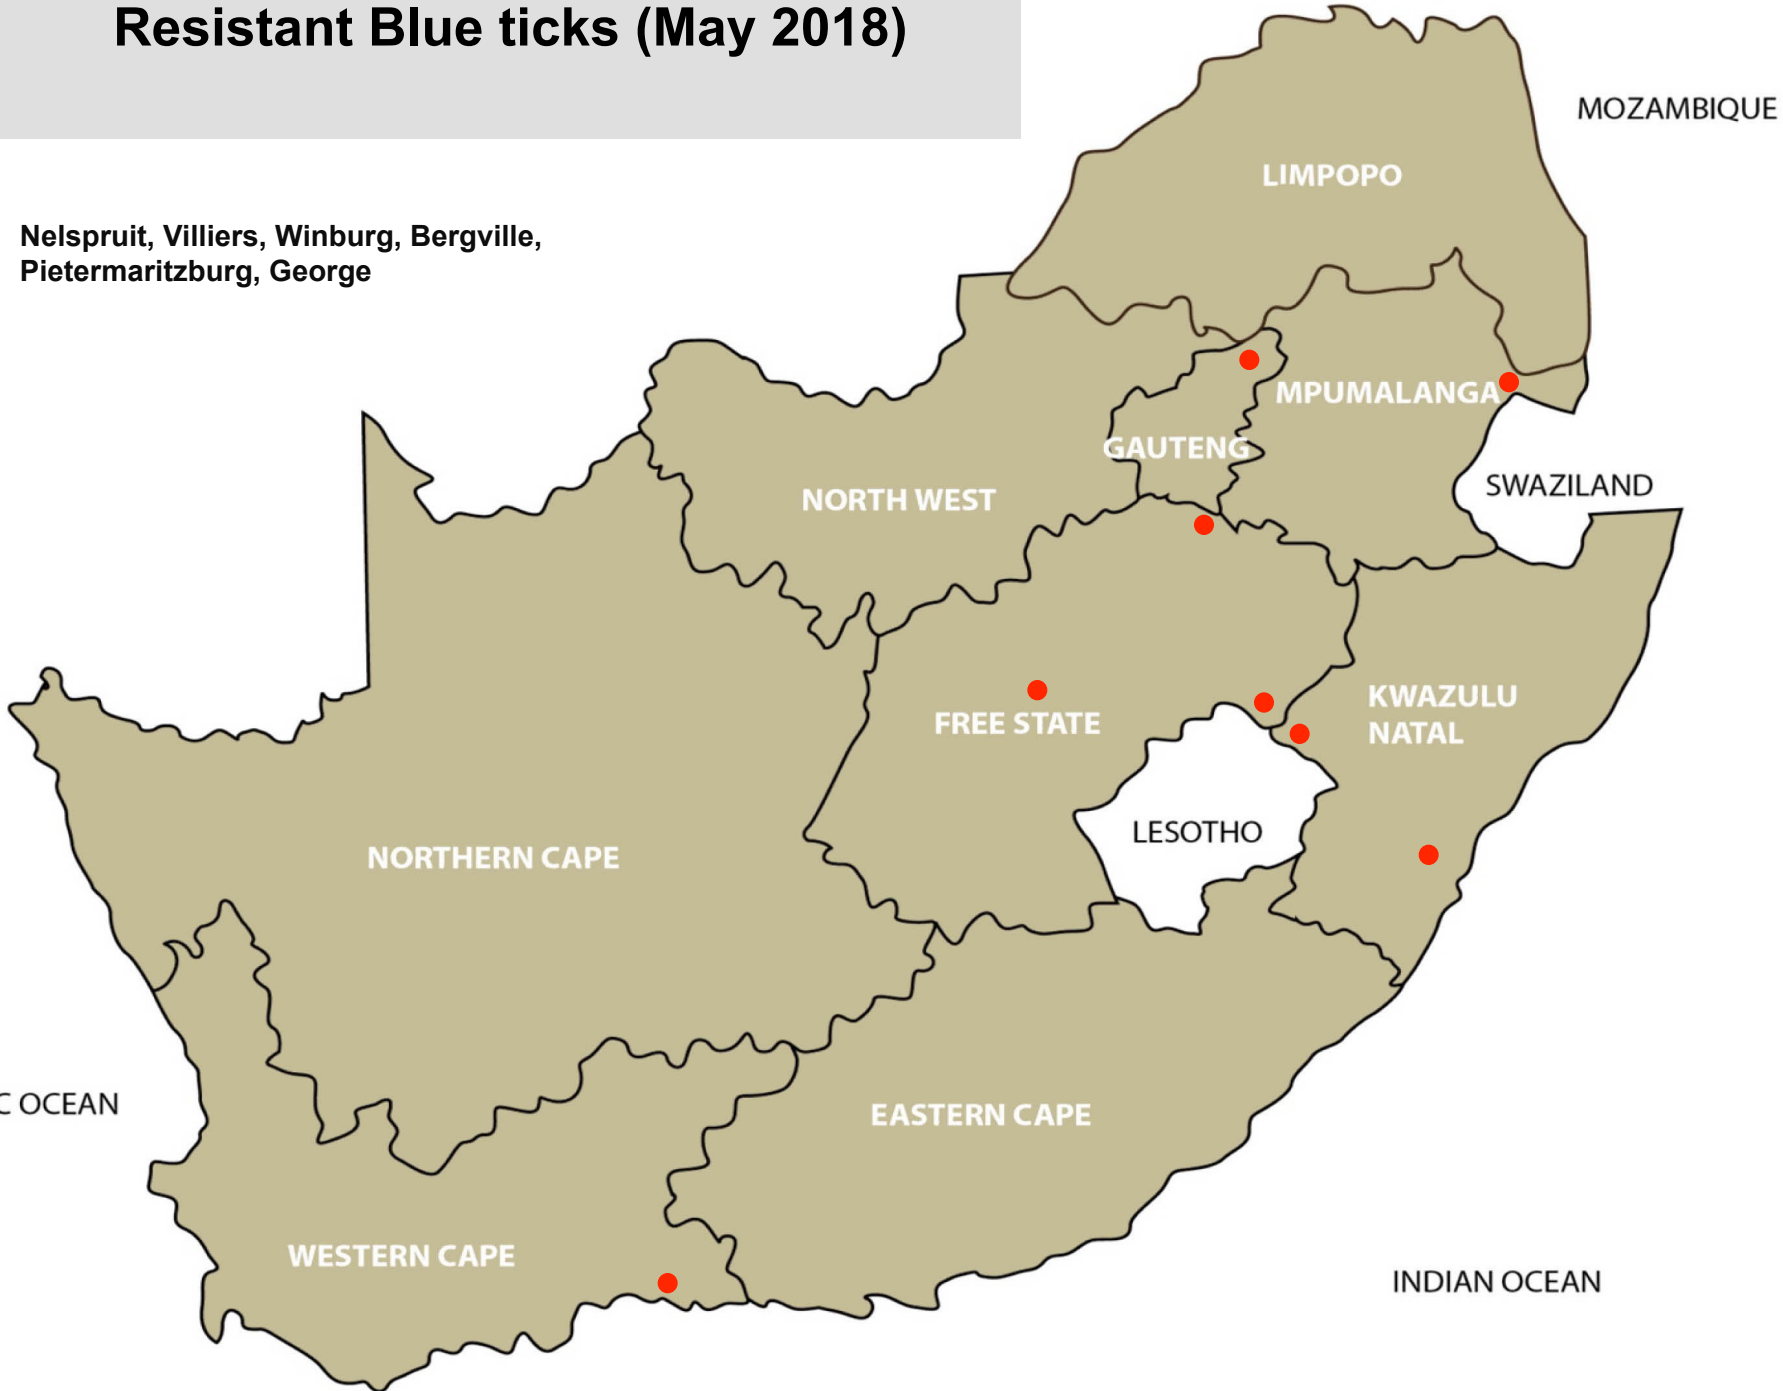 Resistant Blue ticks (May 2018)
MOZAMBIQUE
LIMPOPO
Nelspruit, Villiers, Winburg, Bergville,
Pietermaritzburg, George
MPUMALANGA
GAUTENG
SWAZILAND
NORTH WEST
KWAZULU
NATAL
FREE STATE
LESOTHO
NORTHERN CAPE
C OCEAN
EASTERN CAPE
WESTERN CAPE
INDIAN OCEAN